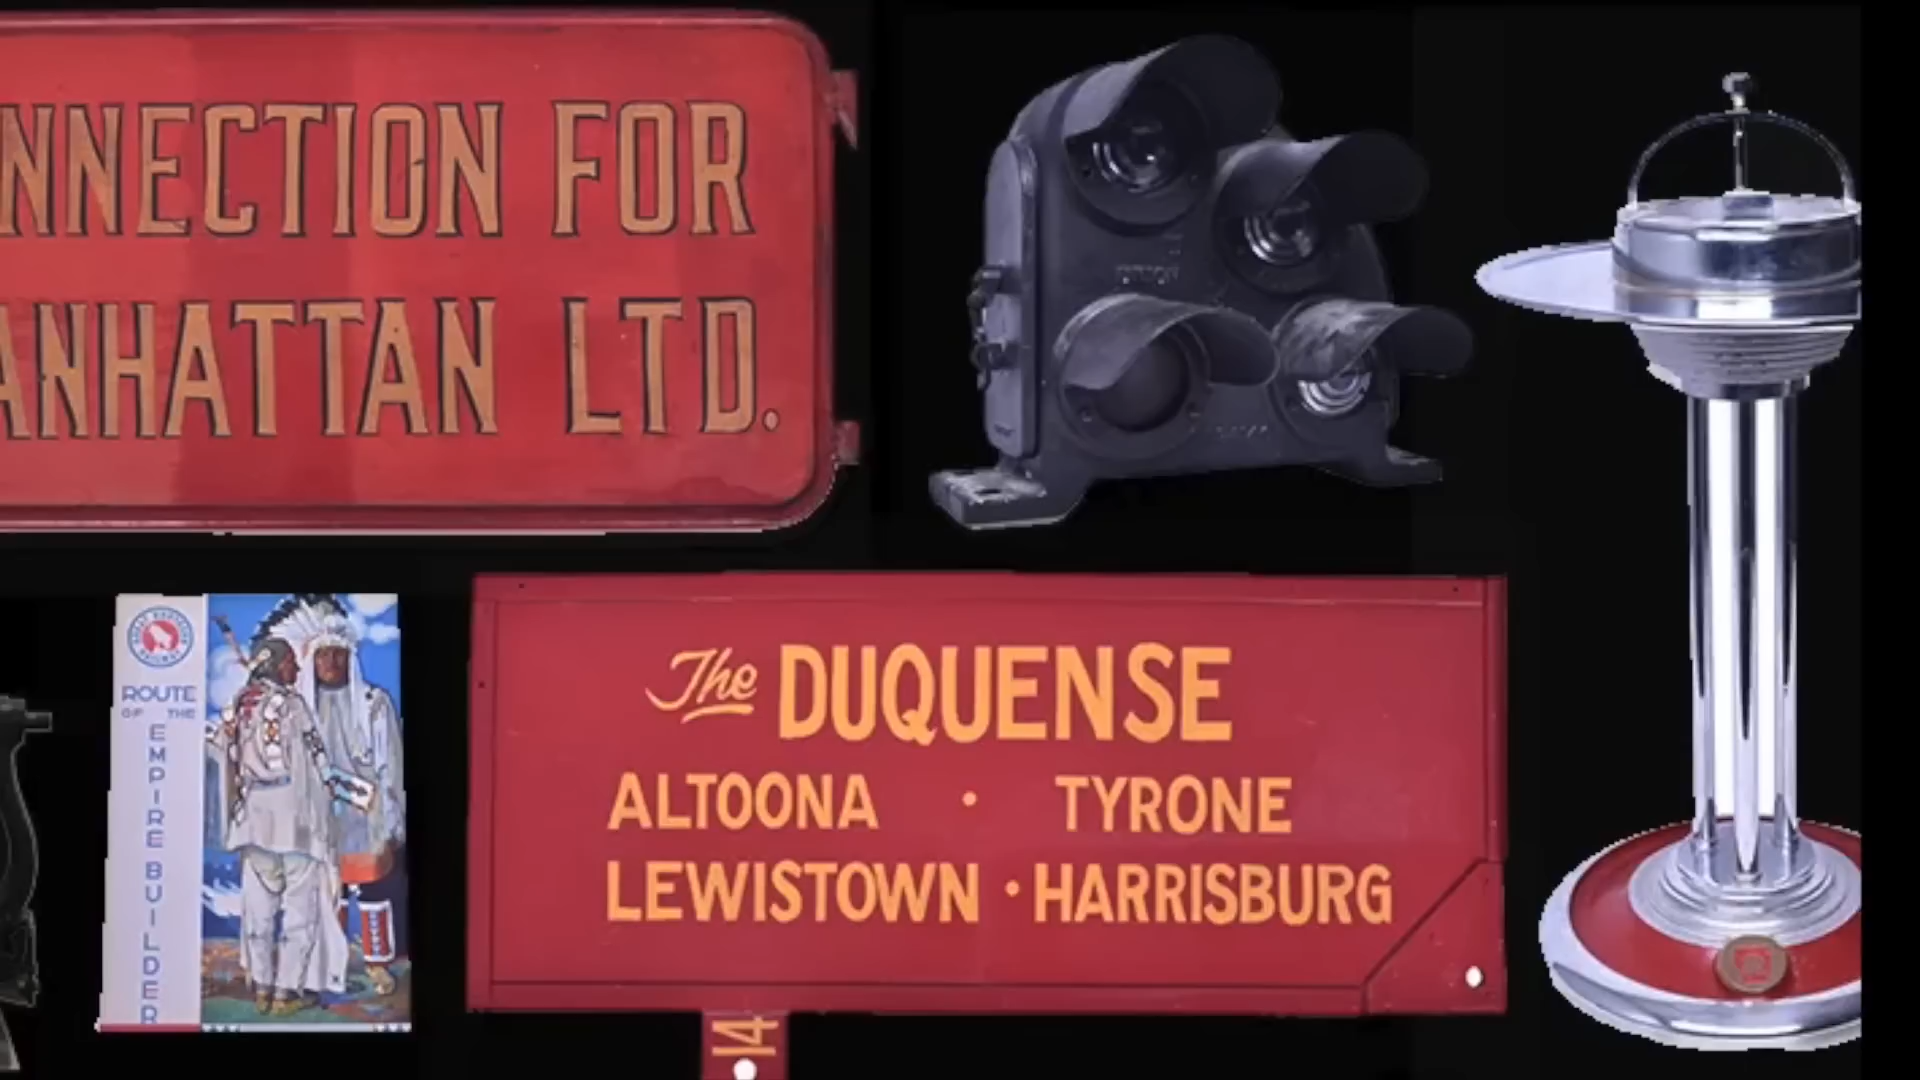 NNECTION FOR
ANHATTAN LTD.
ROUTE
OF THE
EMPIRE BUILDER
The DUQUENSE
ALTOONA • TYRONE
LEWISTOWN • HARRISBURG
14